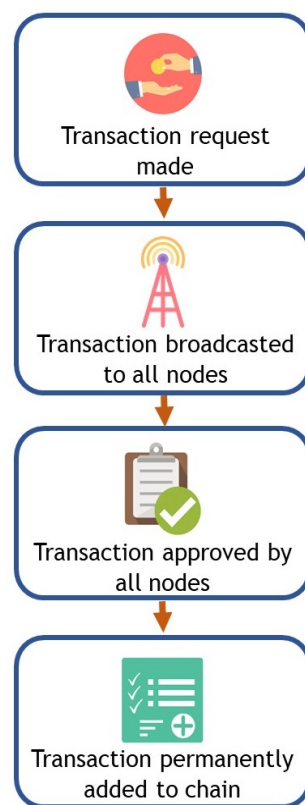 Transaction request
made
Transaction broadcasted
to all nodes
Transaction approved by
all nodes
Transaction permanently
added to chain